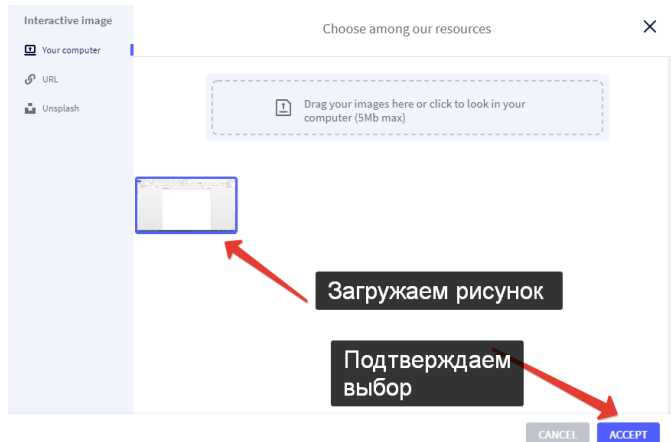 Interactive image
Choose among our resources
Your computer
URL
Unsplash
Drag your images here or click to look in your
computer (5Mb max)
Загружаем рисунок
Подтверждаем
выбор
CANCEL
ACCEPT